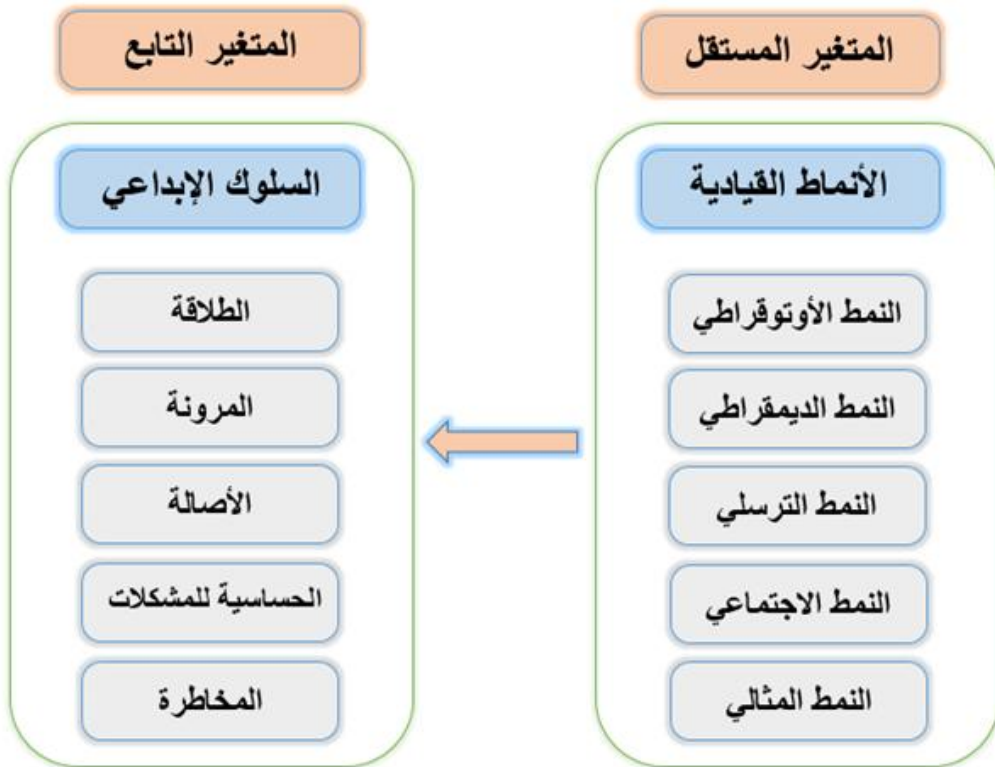 المتغير المستقل
الأنماط القيادية
النمط الأوتوقراطي
النمط الديمقراطي
النمط الترسلي
النمط الاجتماعي
النمط المثالي
المتغير التابع
السلوك الإبداعي
الطلاقة
المرونة
الأصالة
الحساسية للمشكلات
المخاطرة